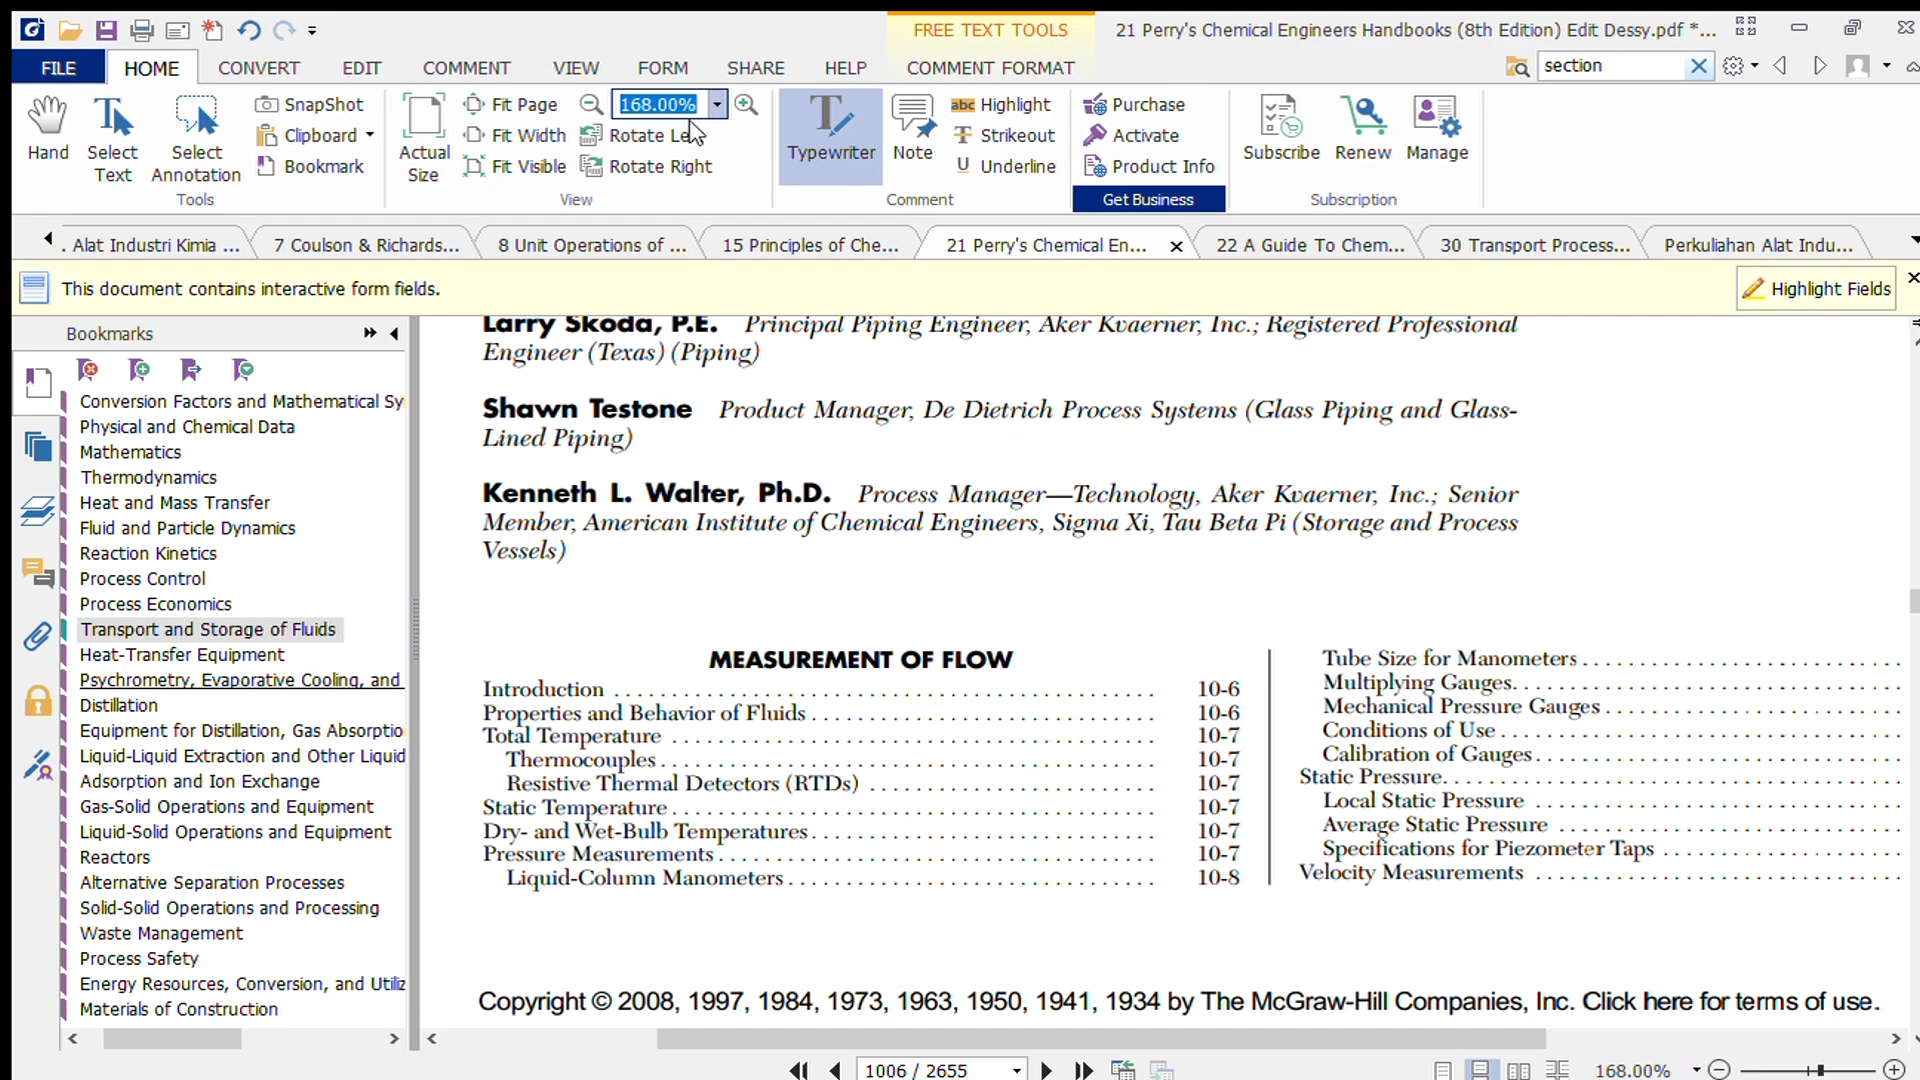 FREE TEXT TOOLS
21 Perry's Chemical Engineers Handbooks (8th Edition) Edit Dessy.pdf *...
FILE HOME CONVERT EDIT COMMENT VIEW FORM SHARE HELP COMMENT FORMAT
section
Hand
Select Text
Select Annotation
SnapShot
Clipboard
Bookmark
Tools
Actual Size
Fit Page
Fit Width
Fit Visible
168.00%
Rotate Le
Rotate Right
View
Typewriter
Note
Highlight
Strikeout
Underline
Comment
Purchase
Activate
Product Info
Get Business
Subscribe
Renew
Manage
Subscription
. Alat Industri Kimia ...
7 Coulson & Richards...
8 Unit Operations of ...
15 Principles of Che...
21 Perry's Chemical En...
22 A Guide To Chem...
30 Transport Process...
Perkuliahan Alat Indu...
This document contains interactive form fields.
Highlight Fields
Bookmarks
Conversion Factors and Mathematical Sy
Physical and Chemical Data
Mathematics
Thermodynamics
Heat and Mass Transfer
Fluid and Particle Dynamics
Reaction Kinetics
Process Control
Process Economics
Transport and Storage of Fluids
Heat-Transfer Equipment
Psychrometry, Evaporative Cooling, and
Distillation
Equipment for Distillation, Gas Absorptio
Liquid-Liquid Extraction and Other Liquid
Adsorption and Ion Exchange
Gas-Solid Operations and Equipment
Liquid-Solid Operations and Equipment
Reactors
Alternative Separation Processes
Solid-Solid Operations and Processing
Waste Management
Process Safety
Energy Resources, Conversion, and Utiliz
Materials of Construction
Larry Skoda, P.E. Principal Piping Engineer, Aker Kvaerner, Inc.; Registered Professional
Engineer (Texas) (Piping)
Shawn Testone Product Manager, De Dietrich Process Systems (Glass Piping and Glass-
Lined Piping)
Kenneth L. Walter, Ph.D. Process Manager—Technology, Aker Kvaerner, Inc.; Senior
Member, American Institute of Chemical Engineers, Sigma Xi, Tau Beta Pi (Storage and Process
Vessels)
MEASUREMENT OF FLOW
Introduction 10-6
Properties and Behavior of Fluids 10-6
Total Temperature 10-7
Thermocouples 10-7
Resistive Thermal Detectors (RTDs) 10-7
Static Temperature 10-7
Dry- and Wet-Bulb Temperatures 10-7
Pressure Measurements 10-7
Liquid-Column Manometers 10-8
Tube Size for Manometers
Multiplying Gauges
Mechanical Pressure Gauges
Conditions of Use
Calibration of Gauges
Static Pressure
Local Static Pressure
Average Static Pressure
Specifications for Piezometer Taps
Velocity Measurements
Copyright © 2008, 1997, 1984, 1973, 1963, 1950, 1941, 1934 by The McGraw-Hill Companies, Inc. Click here for terms of use.
1006 / 2655
168.00%